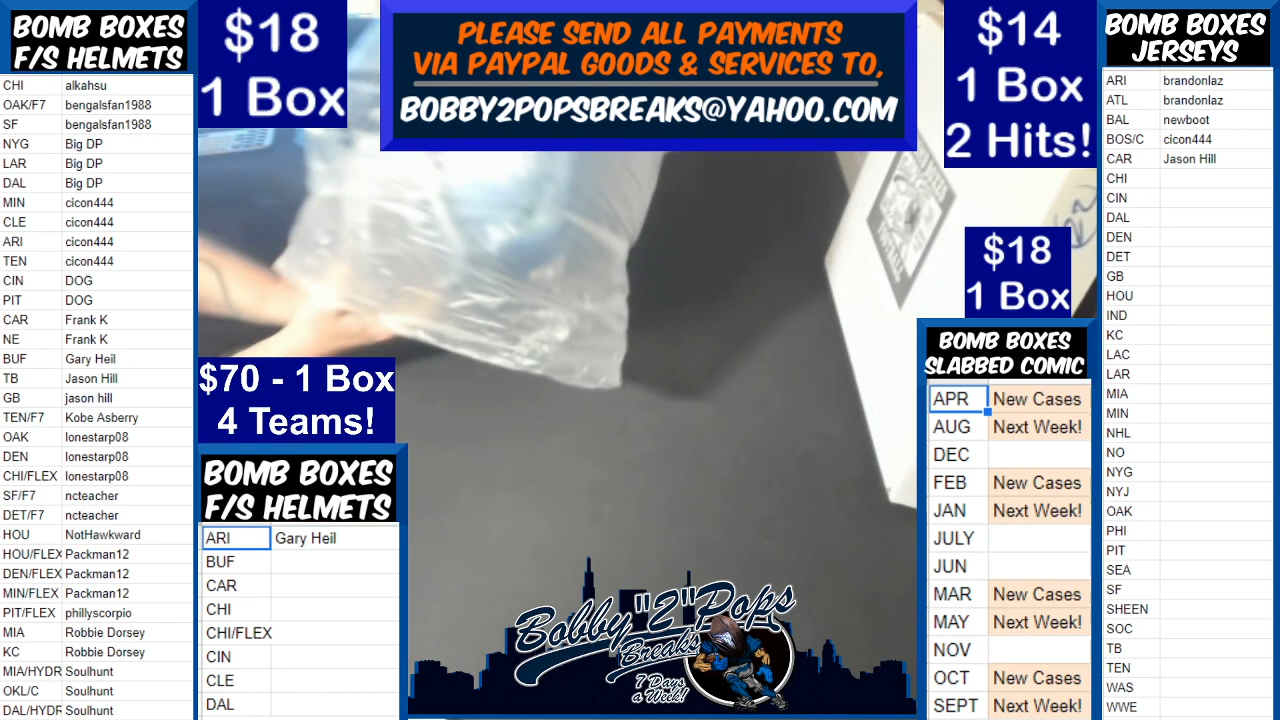 BOMB BOXES
F/S HELMETS
CHI alkahsu
OAK/F7 bengalsfan1988
SF bengalsfan1988
NYG Big DP
LAR Big DP
DAL Big DP
MIN cicon444
CLE cicon444
ARI cicon444
TEN cicon444
CIN DOG
PIT DOG
CAR Frank K
NE Frank K
BUF Gary Heil
TB Jason Hill
GB jason hill
TEN/F7 Kobe Asberry
OAK lonestarp08
DEN lonestarp08
CHI/FLEX lonestarp08
SF/F7 ncteacher
DET/F7 ncteacher
HOU NotHawkward
HOU/FLEX Packman12
DEN/FLEX Packman12
MIN/FLEX Packman12
PIT/FLEX phillyscorpio
MIA Robbie Dorsey
KC Robbie Dorsey
MIA/HYDR Soulhunt
OKL/C Soulhunt
DAL/HYDR Soulhunt
$18
1 Box
$70 - 1 Box
4 Teams!
BOMB BOXES
F/S HELMETS
ARI Gary Heil
BUF
CAR
CHI
CHI/FLEX
CIN
CLE
DAL
PLEASE SEND ALL PAYMENTS
VIA PAYPAL GOODS & SERVICES TO,
BOBBY2POPSBREAKS@YAHOO.COM
Bobby "2" Pops
Breaks
7 Days
a Week!
$14
1 Box
2 Hits!
$18
1 Box
BOMB BOXES
SLABBED COMIC
APR New Cases
AUG Next Week!
DEC
FEB New Cases
JAN Next Week!
JULY
JUN
MAR New Cases
MAY Next Week!
NOV
OCT New Cases
SEPT Next Week!
BOMB BOXES
JERSEYS
ARI brandonlaz
ATL brandonlaz
BAL newboot
BOS/C cicon444
CAR Jason Hill
CHI
CIN
DAL
DEN
DET
GB
HOU
IND
KC
LAC
LAR
MIA
MIN
NHL
NO
NYG
NYJ
OAK
PHI
PIT
SEA
SF
SHEEN
SOC
TB
TEN
WAS
WWE